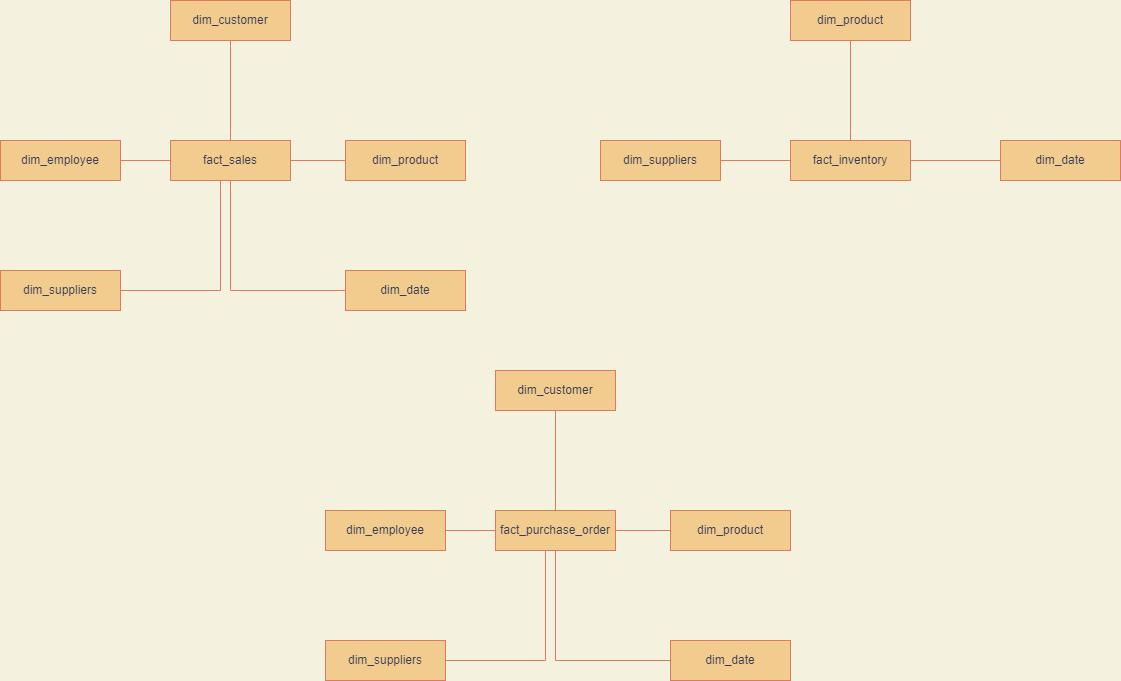 dim_customer
dim_product
dim_employee
fact_sales
dim_product
dim_suppliers
fact_inventory
dim_date
dim_suppliers
dim_date
dim_customer
dim_employee
fact_purchase_order
dim_product
dim_suppliers
dim_date